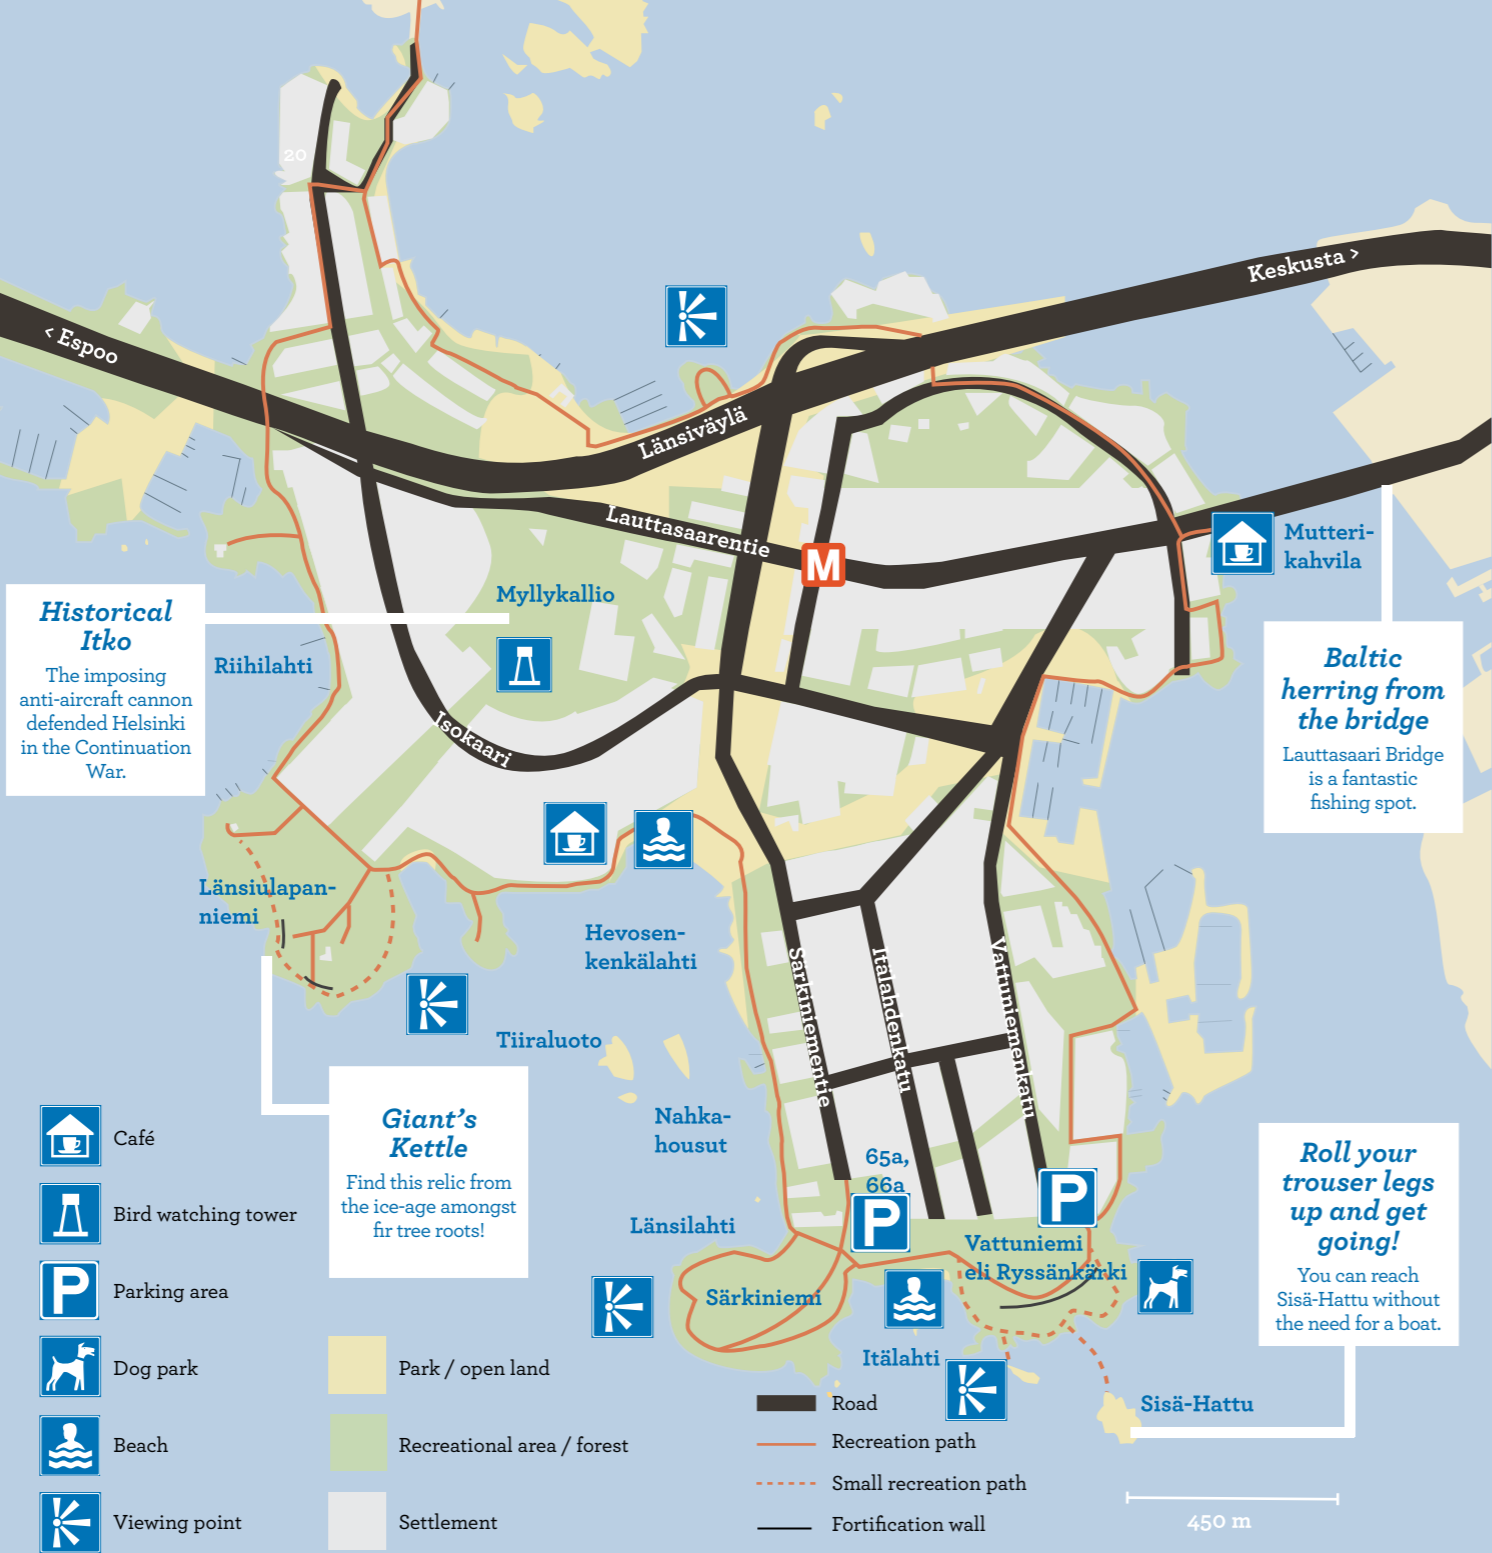 20
< Espoo
Keskusta >
Länsiväylä
Lauttasaarentie
M
Mutteri-
kahvila
Myllykallio
Historical
Itko
The imposing
anti-aircraft cannon
defended Helsinki
in the Continuation
War.
Riihilahti
Isokaari
Baltic
herring from
the bridge
Lauttasaari Bridge
is a fantastic
fishing spot.
Länsiulapan-
niemi
Hevosen-
kenkälahti
Särkiniementie
Itälahdenkatu
Vattuniemenkatu
Tiiraluoto
Giant's
Kettle
Find this relic from
the ice-age amongst
fir tree roots!
Nahka-
housut
65a,
66a
P
P
Länsilahti
Särkiniemi
Vattuniemi
eli Ryssänkärki
Itälahti
Roll your
trouser legs
up and get
going!
You can reach
Sisä-Hattu without
the need for a boat.
Sisä-Hattu
Café
Bird watching tower
P
Parking area
Dog park
Beach
Viewing point
Park / open land
Recreational area / forest
Settlement
Road
Recreation path
Small recreation path
Fortification wall
450 m